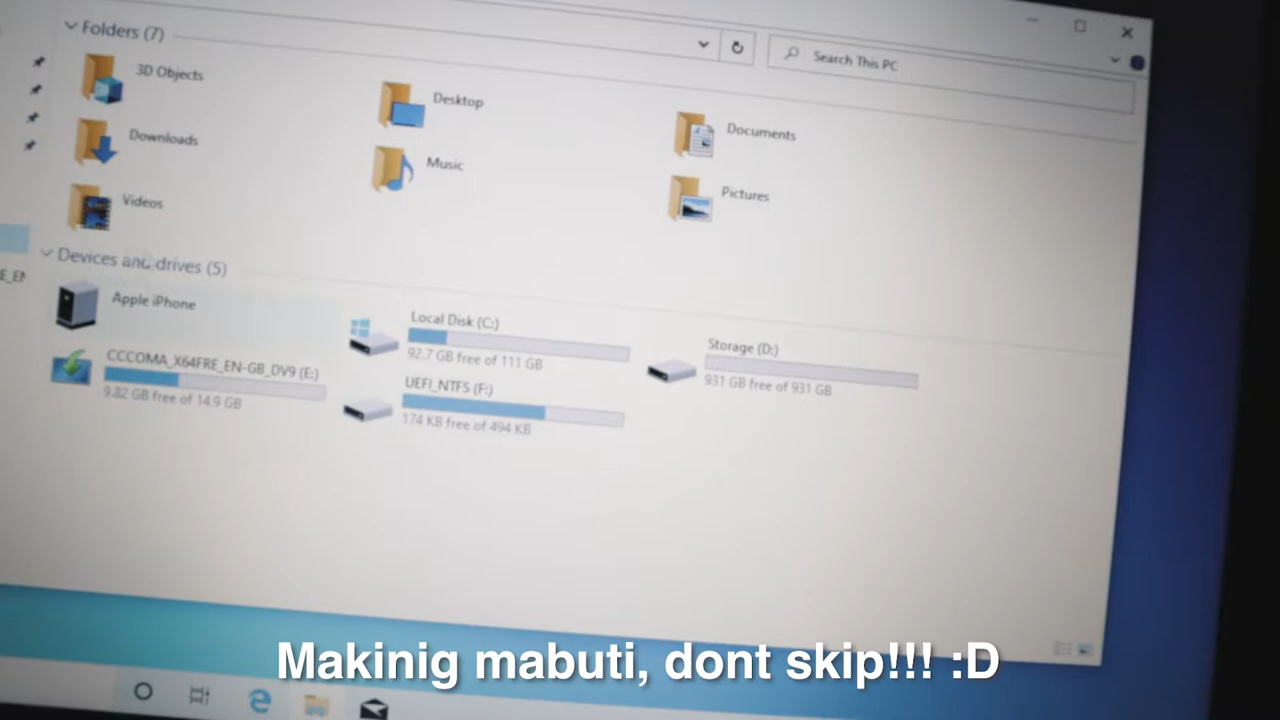 Folders (7)
Search This PC
3D Objects
Desktop
Documents
Downloads
Music
Pictures
Videos
Devices and drives (5)
Apple iPhone
Local Disk (C:)
92.7 GB free of 111 GB
Storage (D:)
931 GB free of 931 GB
CCCOMA_X64FRE_EN-GB_DV9 (E:)
9.82 GB free of 14.9 GB
UEFI_NTFS (F:)
174 KB free of 494 KB
Makinig mabuti, dont skip!!! :D